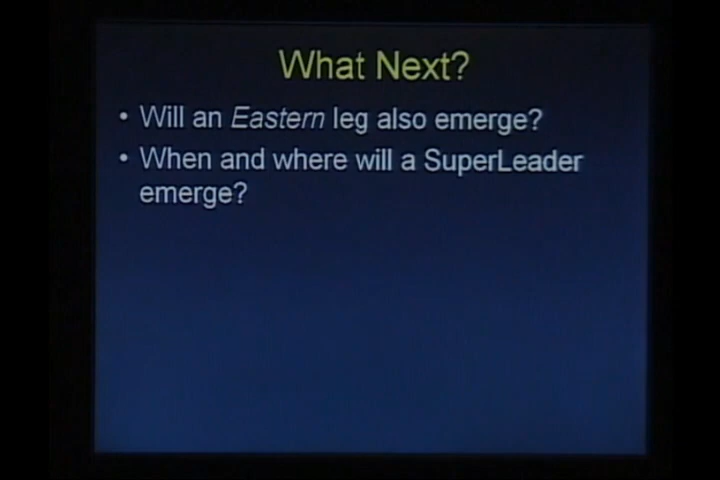 What Next?
• Will an Eastern leg also emerge?
• When and where will a SuperLeader
emerge?